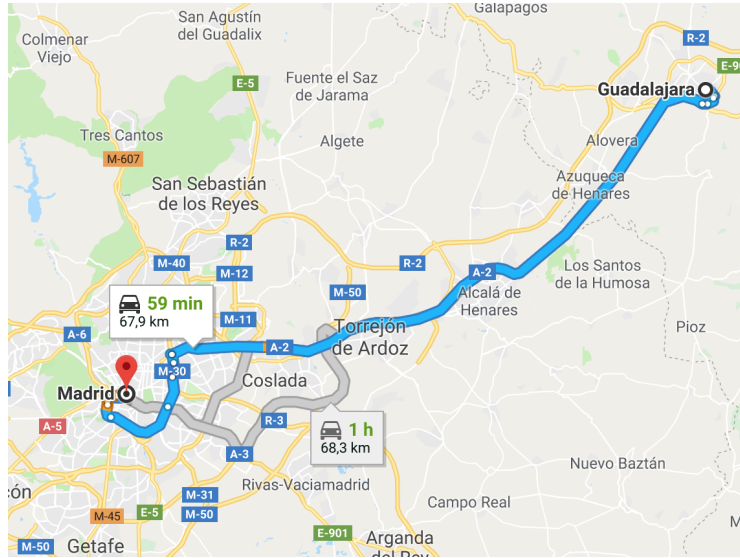 Galapagos
San Agustín
del Guadalix
R-2
Colmenar
Viejo
E-5
Fuente el Saz
de Jarama
Guadalajara
Tres Cantos
Algete
Alovera
M-607
San Sebastián
de los Reyes
Azuqueca
de Henares
R-2
M-40
R-2
M-12
A-2
Los Santos
de la Humosa
M-50
Alcalá de
Henares
59 min
67,9 km
M-11
Torrejón
de Ardoz
Pioz
A-6
A-2
M-30
Coslada
Madrid
A-5
R-3
1 h
68,3 km
A-3
Nuevo Baztán
Rivas-Vaciamadrid
M-31
M-50
Campo Real
M-45
E-5
E-901
Arganda
del Rey
M-50
Getafe